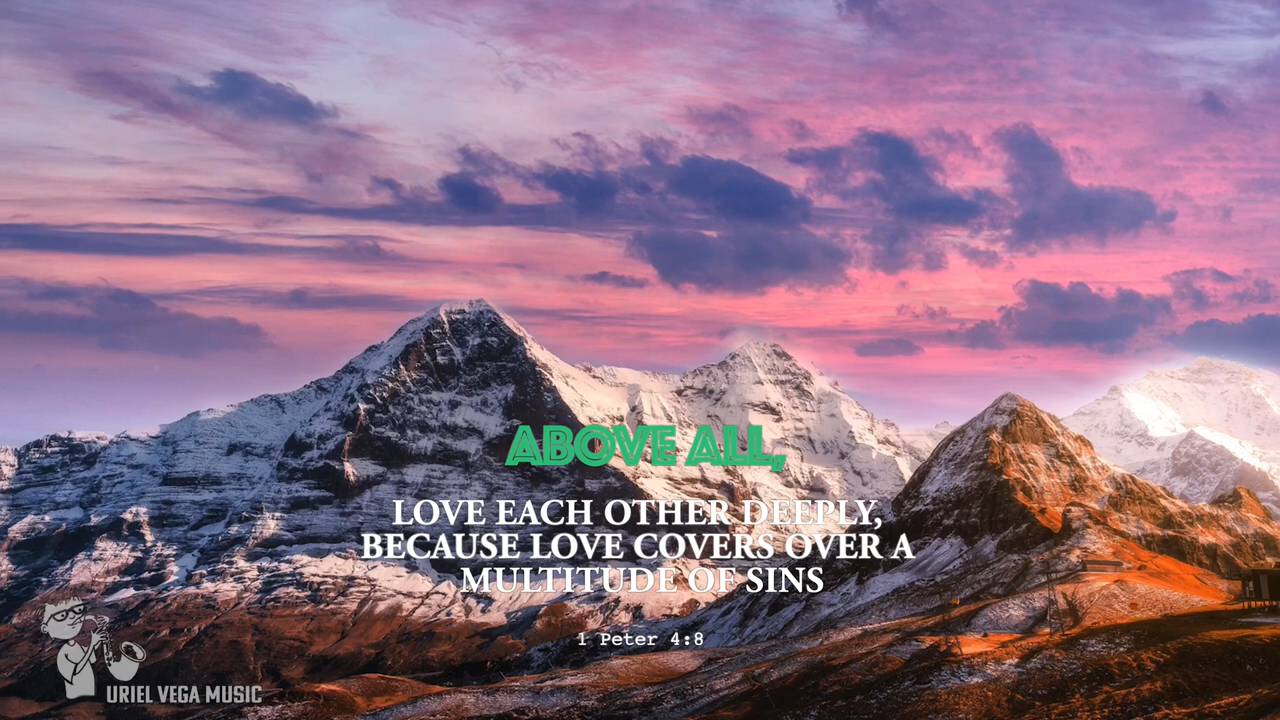 ABOVE ALL,
LOVE EACH OTHER DEEPLY,
BECAUSE LOVE COVERS OVER A
MULTITUDE OF SINS
1 Peter 4:8
URIEL VEGA MUSIC